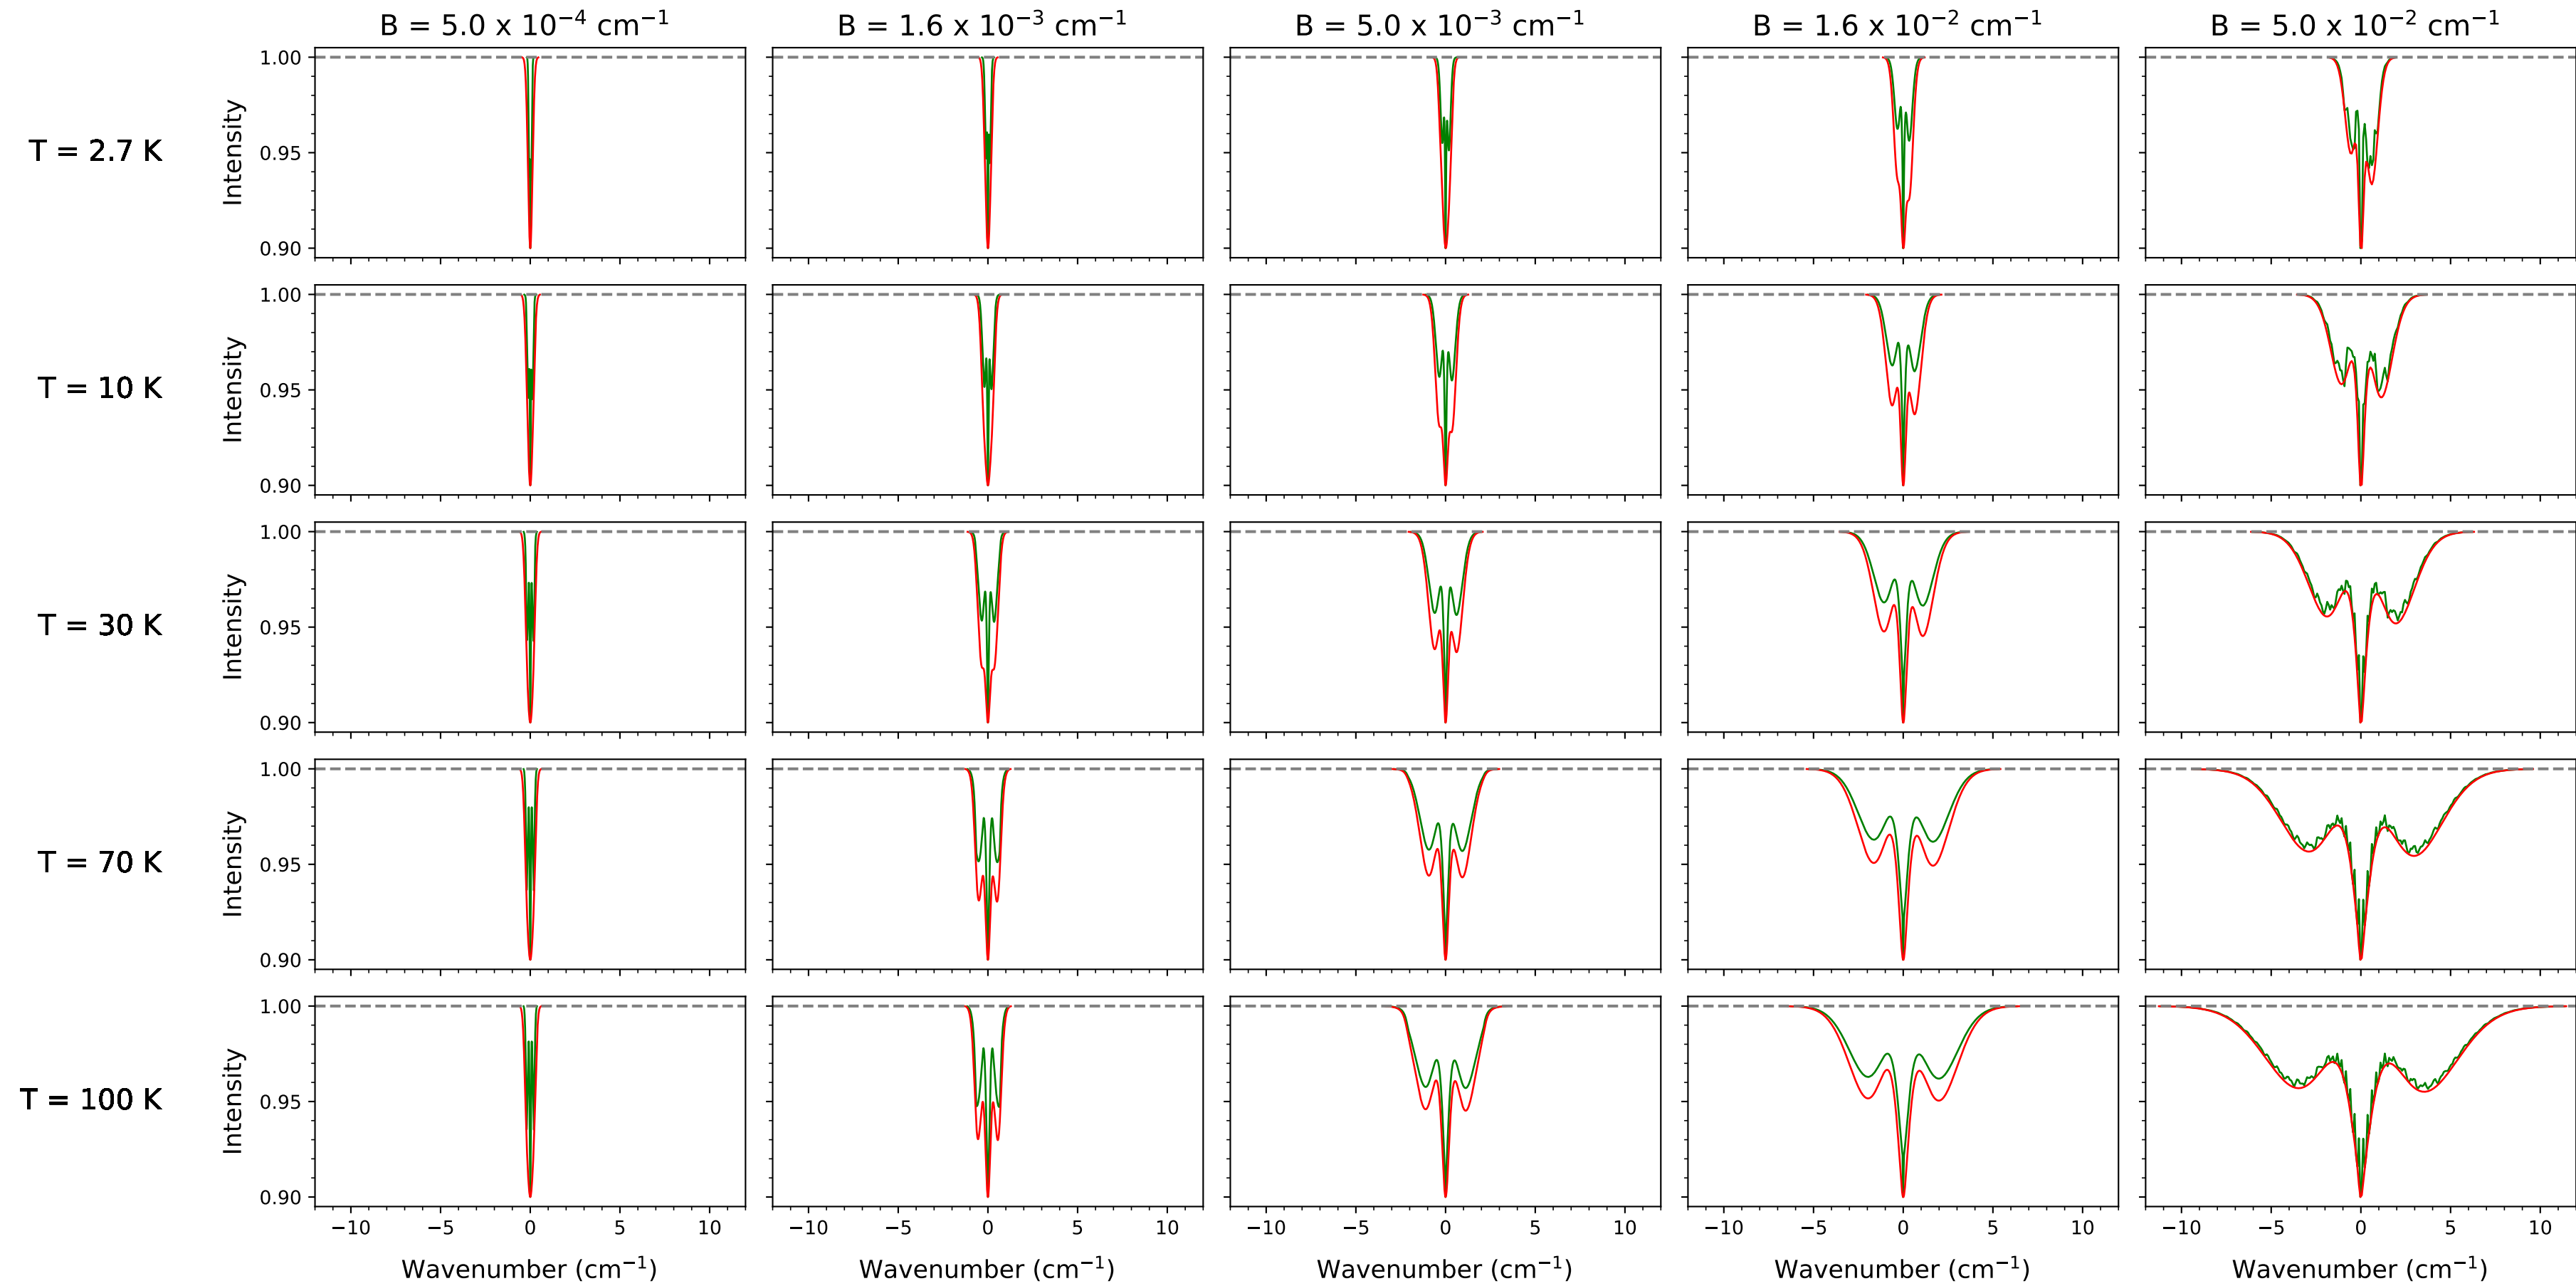 B = 5.0 x 10⁻⁴ cm⁻¹ B = 1.6 x 10⁻³ cm⁻¹ B = 5.0 x 10⁻³ cm⁻¹ B = 1.6 x 10⁻² cm⁻¹ B = 5.0 x 10⁻² cm⁻¹
T = 2.7 K
Intensity
1.00
0.95
0.90
T = 10 K
Intensity
1.00
0.95
0.90
T = 30 K
Intensity
1.00
0.95
0.90
T = 70 K
Intensity
1.00
0.95
0.90
T = 100 K
Intensity
1.00
0.95
0.90
−10 −5 0 5 10 −10 −5 0 5 10 −10 −5 0 5 10 −10 −5 0 5 10 −10 −5 0 5 10
Wavenumber (cm⁻¹) Wavenumber (cm⁻¹) Wavenumber (cm⁻¹) Wavenumber (cm⁻¹) Wavenumber (cm⁻¹)